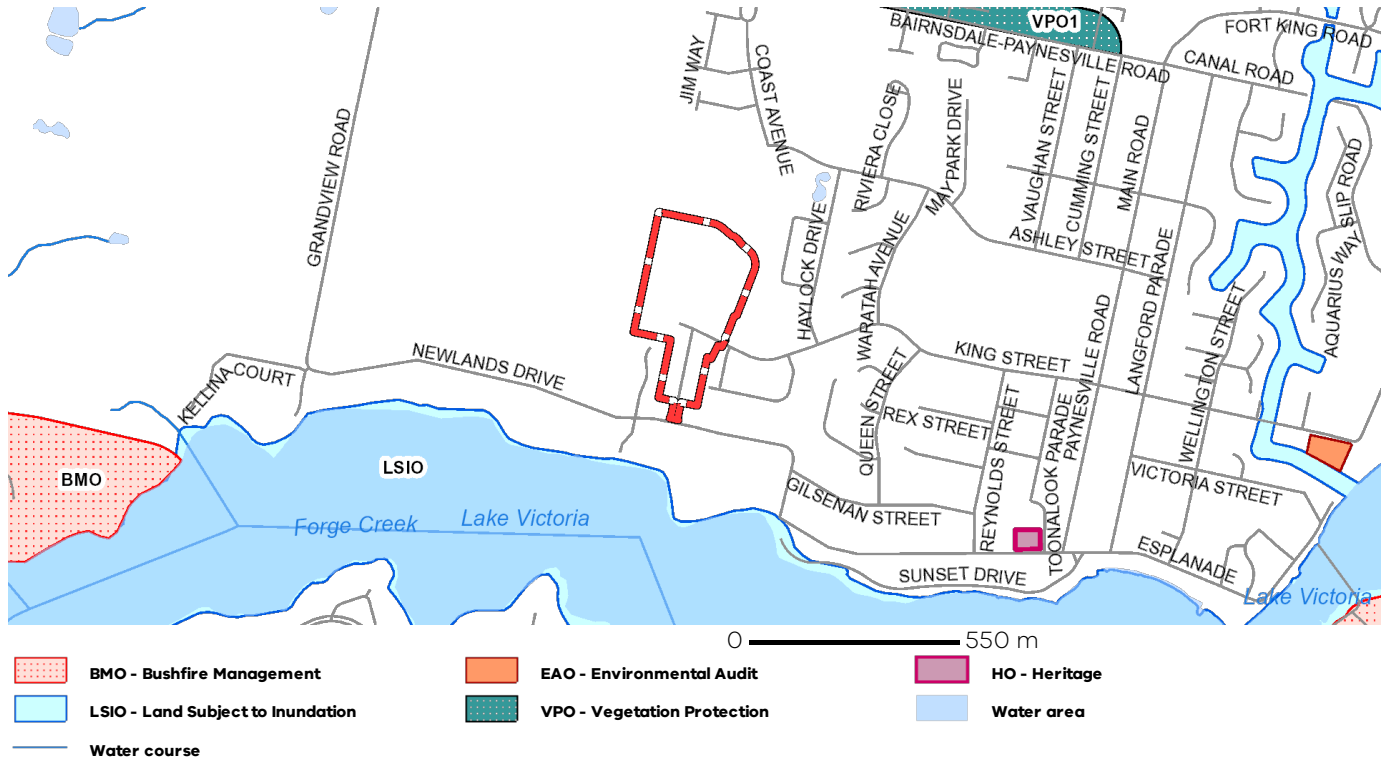 VPO1
FORT KING ROAD
BAIRNSDALE-PAYNESVILLE ROAD
CANAL ROAD
JIM WAY
COAST AVENUE
RIVIERA CLOSE
MAYPARK DRIVE
VAUGHAN STREET
CUMMING STREET
MAIN ROAD
GRANDVIEW ROAD
HAYLOCK DRIVE
WARATAH AVENUE
ASHLEY STREET
LANGFORD PARADE
AQUARIUS WAY
SLIP ROAD
WELLINGTON STREET
NEWLANDS DRIVE
KELLINA COURT
KING STREET
PAYNESVILLE ROAD
QUEEN STREET
REX STREET
REYNOLDS STREET
TOONALOOK PARADE
VICTORIA STREET
BMO
LSIO
GILSENAN STREET
Forge Creek
Lake Victoria
ESPLANADE
SUNSET DRIVE
Lake Victoria
0 550 m
BMO - Bushfire Management
EAO - Environmental Audit
HO - Heritage
LSIO - Land Subject to Inundation
VPO - Vegetation Protection
Water area
Water course